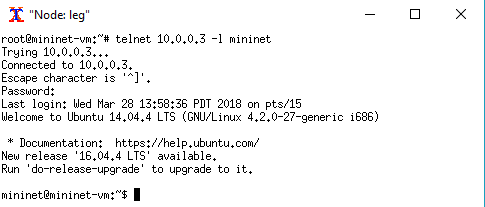 "Node: leg"
root@mininet-vm:~# telnet 10.0.0.3 -l mininet
Trying 10.0.0.3...
Connected to 10.0.0.3.
Escape character is '^]'.
Password:
Last login: Wed Mar 28 13:58:36 PDT 2018 on pts/15
Welcome to Ubuntu 14.04.4 LTS (GNU/Linux 4.2.0-27-generic i686)

 * Documentation:  https://help.ubuntu.com/
New release '16.04.4 LTS' available.
Run 'do-release-upgrade' to upgrade to it.

mininet@mininet-vm:~$